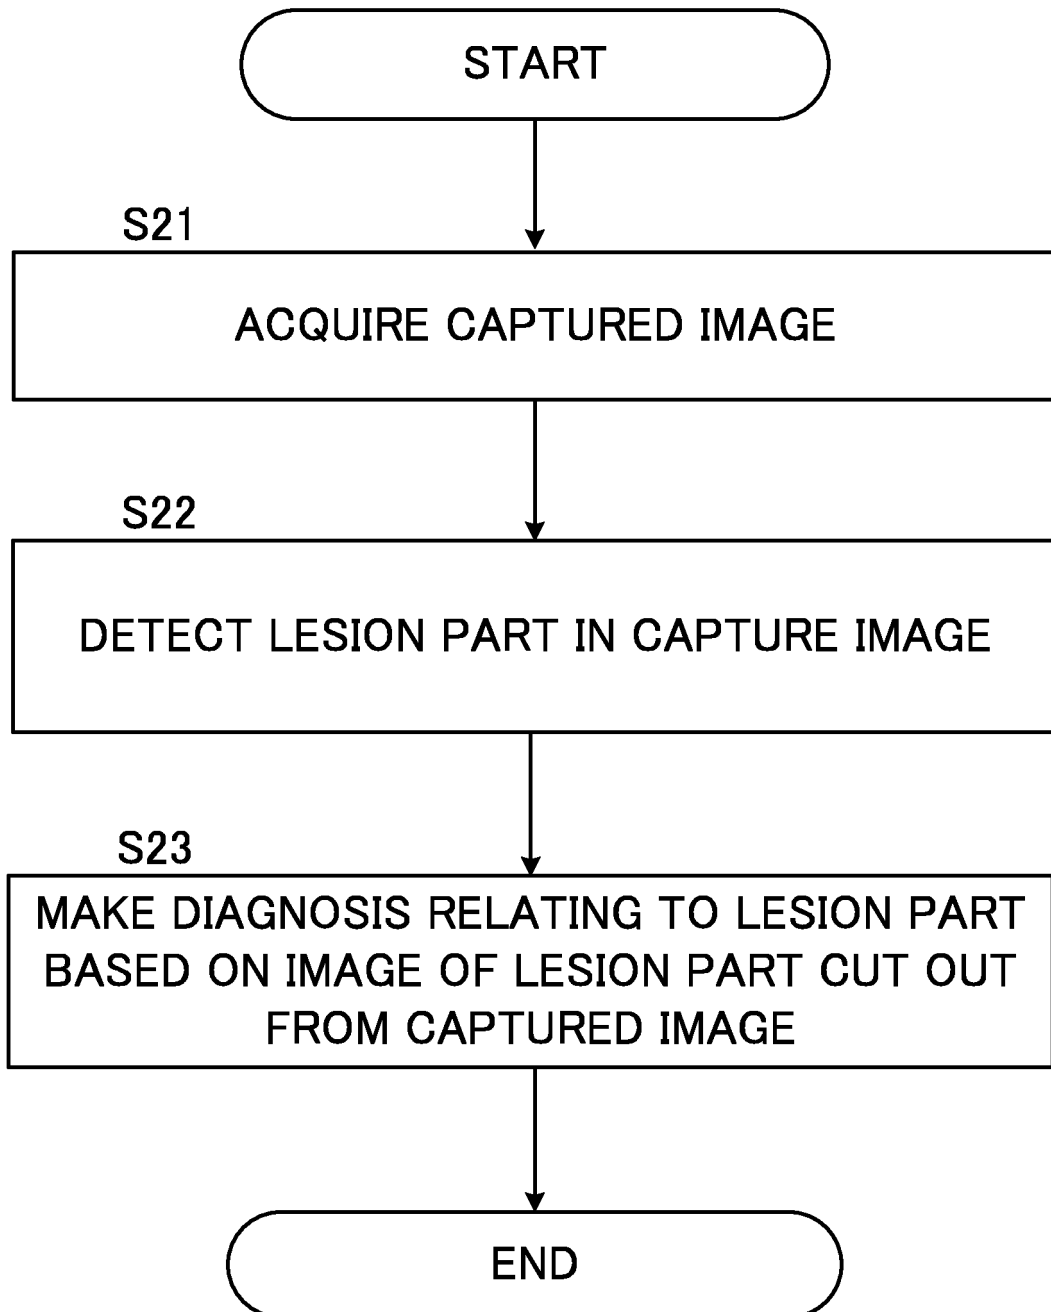 START
S21
ACQUIRE CAPTURED IMAGE
S22
DETECT LESION PART IN CAPTURE IMAGE
S23
MAKE DIAGNOSIS RELATING TO LESION PART
BASED ON IMAGE OF LESION PART CUT OUT
FROM CAPTURED IMAGE
END